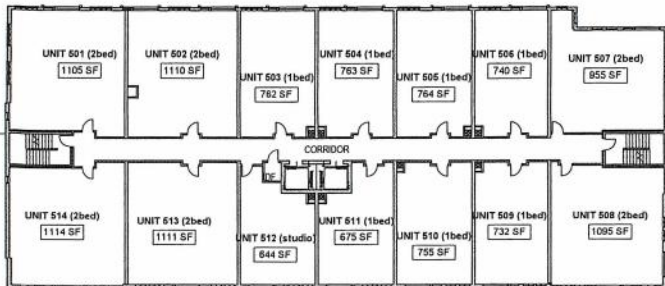 UNIT 501 (2bed)
1105 SF
UNIT 502 (2bed)
1110 SF
UNIT 503 (1bed)
762 SF
UNIT 504 (1bed)
763 SF
UNIT 505 (1bed)
764 SF
UNIT 506 (1bed)
740 SF
UNIT 507 (2bed)
955 SF
CORRIDOR
UNIT 514 (2bed)
1114 SF
UNIT 513 (2bed)
1111 SF
UNIT 512 (studio)
644 SF
UNIT 511 (1bed)
675 SF
UNIT 510 (1bed)
755 SF
UNIT 509 (1bed)
732 SF
UNIT 508 (2bed)
1095 SF